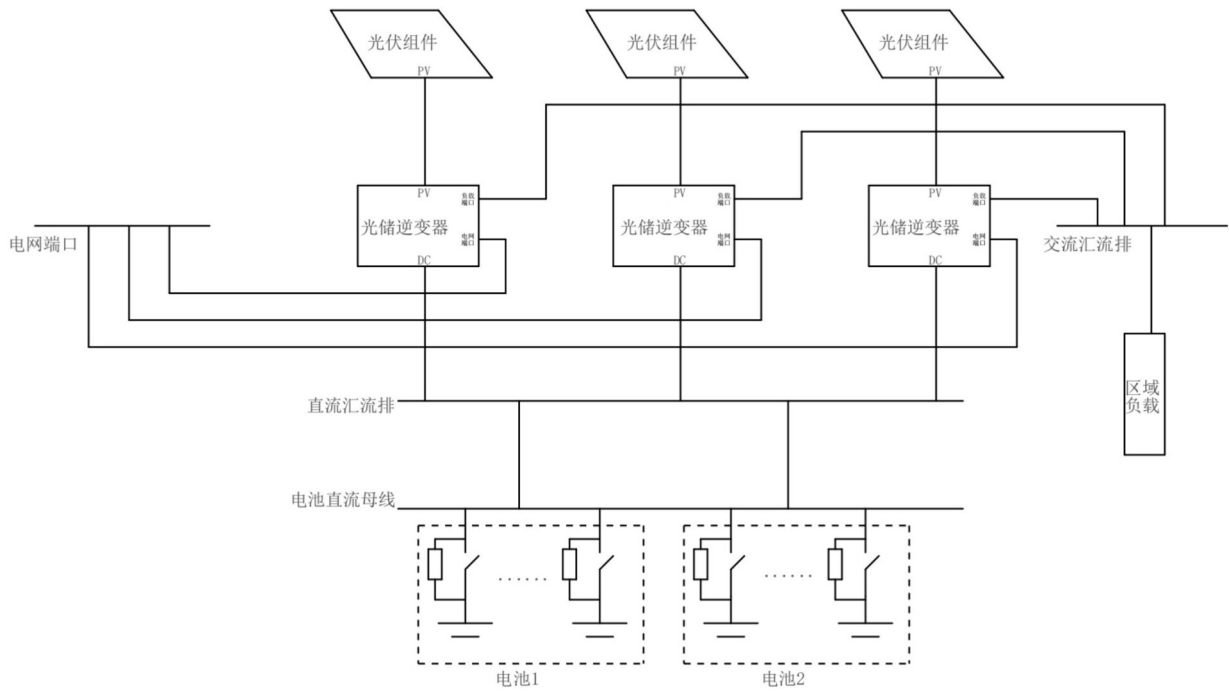 光伏组件
PV
光伏组件
PV
光伏组件
PV
PV
负载
端口
光储逆变器
电网
端口
DC
PV
负载
端口
光储逆变器
电网
端口
DC
PV
负载
端口
光储逆变器
电网
端口
DC
电网端口
交流汇流排
区域
负载
直流汇流排
电池直流母线
......
......
电池1
电池2